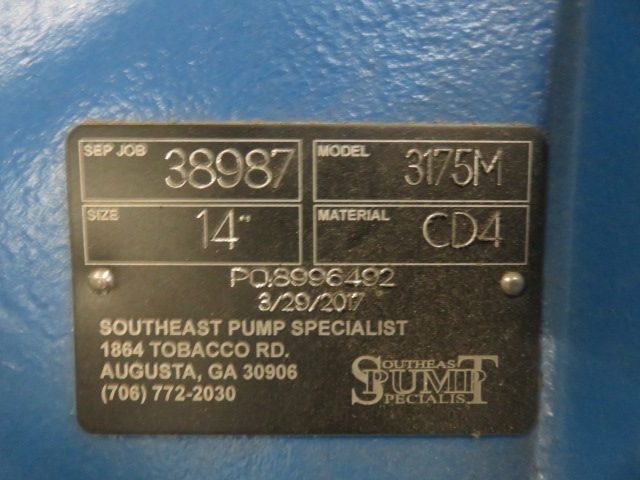 SEP JOB 38987 MODEL 3175M
SIZE 14" MATERIAL CD4
PO.8996492
3/29/2017
SOUTHEAST PUMP SPECIALIST
1864 TOBACCO RD.
AUGUSTA, GA 30906
(706) 772-2030
SOUTHEAST
PUMP
SPECIALIST